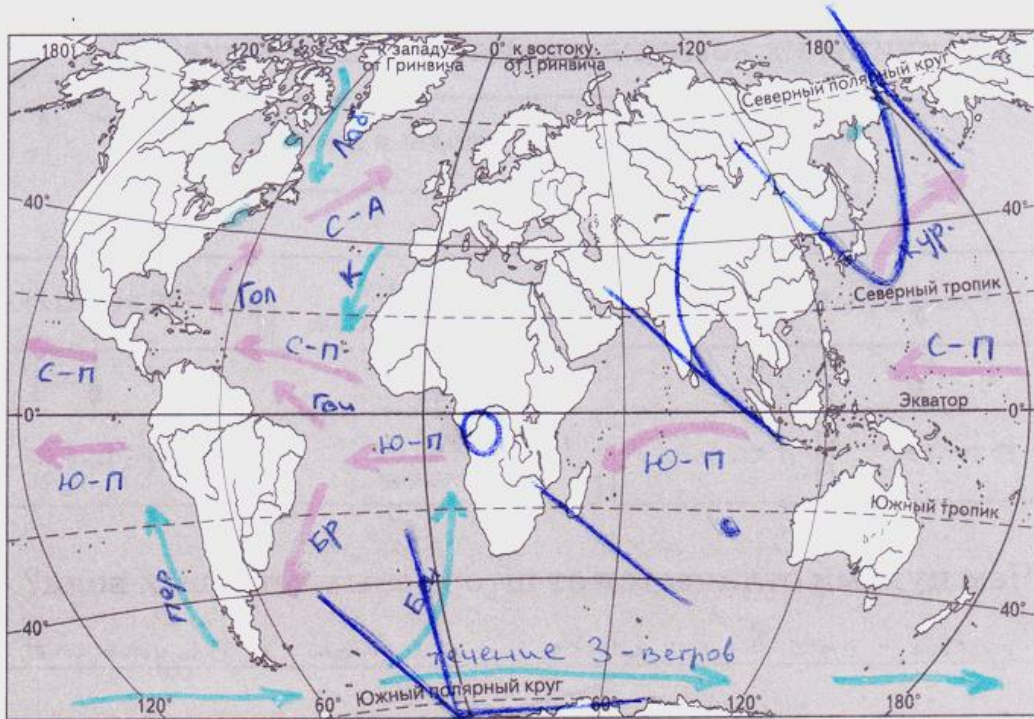 180°
120°
к западу
от Гринвича
0°
к востоку
от Гринвича
120°
180°
Северный полярный круг
Лабр
40°
С-А
40°
К
Кур.
Гол
Северный тропик
С-П
С-П
С-П
Гви
Экватор
0°
0°
Ю-П
Ю-П
Ю-П
Южный тропик
Бр
Пер
40°
40°
течение З-ветров
Южный полярный круг
120°
60°
0°
60°
120°
180°